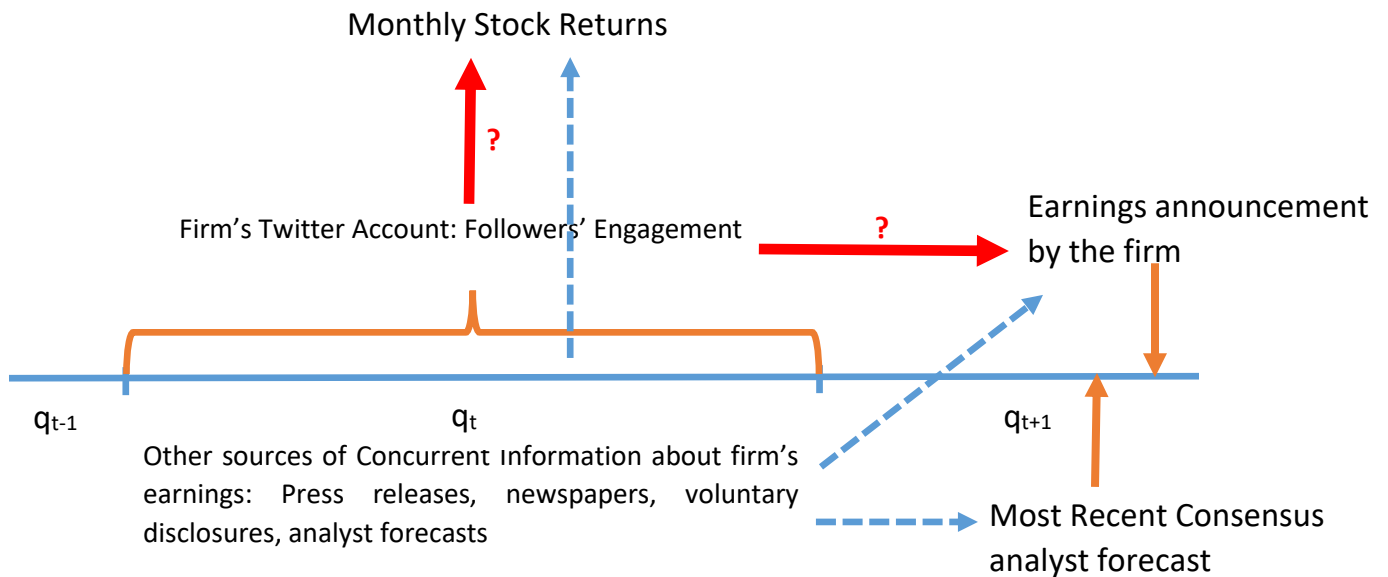 Monthly Stock Returns
?
Firm's Twitter Account: Followers' Engagement
?
Earnings announcement
by the firm
qt-1
qt
qt+1
Other sources of Concurrent Information about firm's
earnings: Press releases, newspapers, voluntary
disclosures, analyst forecasts
Most Recent Consensus
analyst forecast